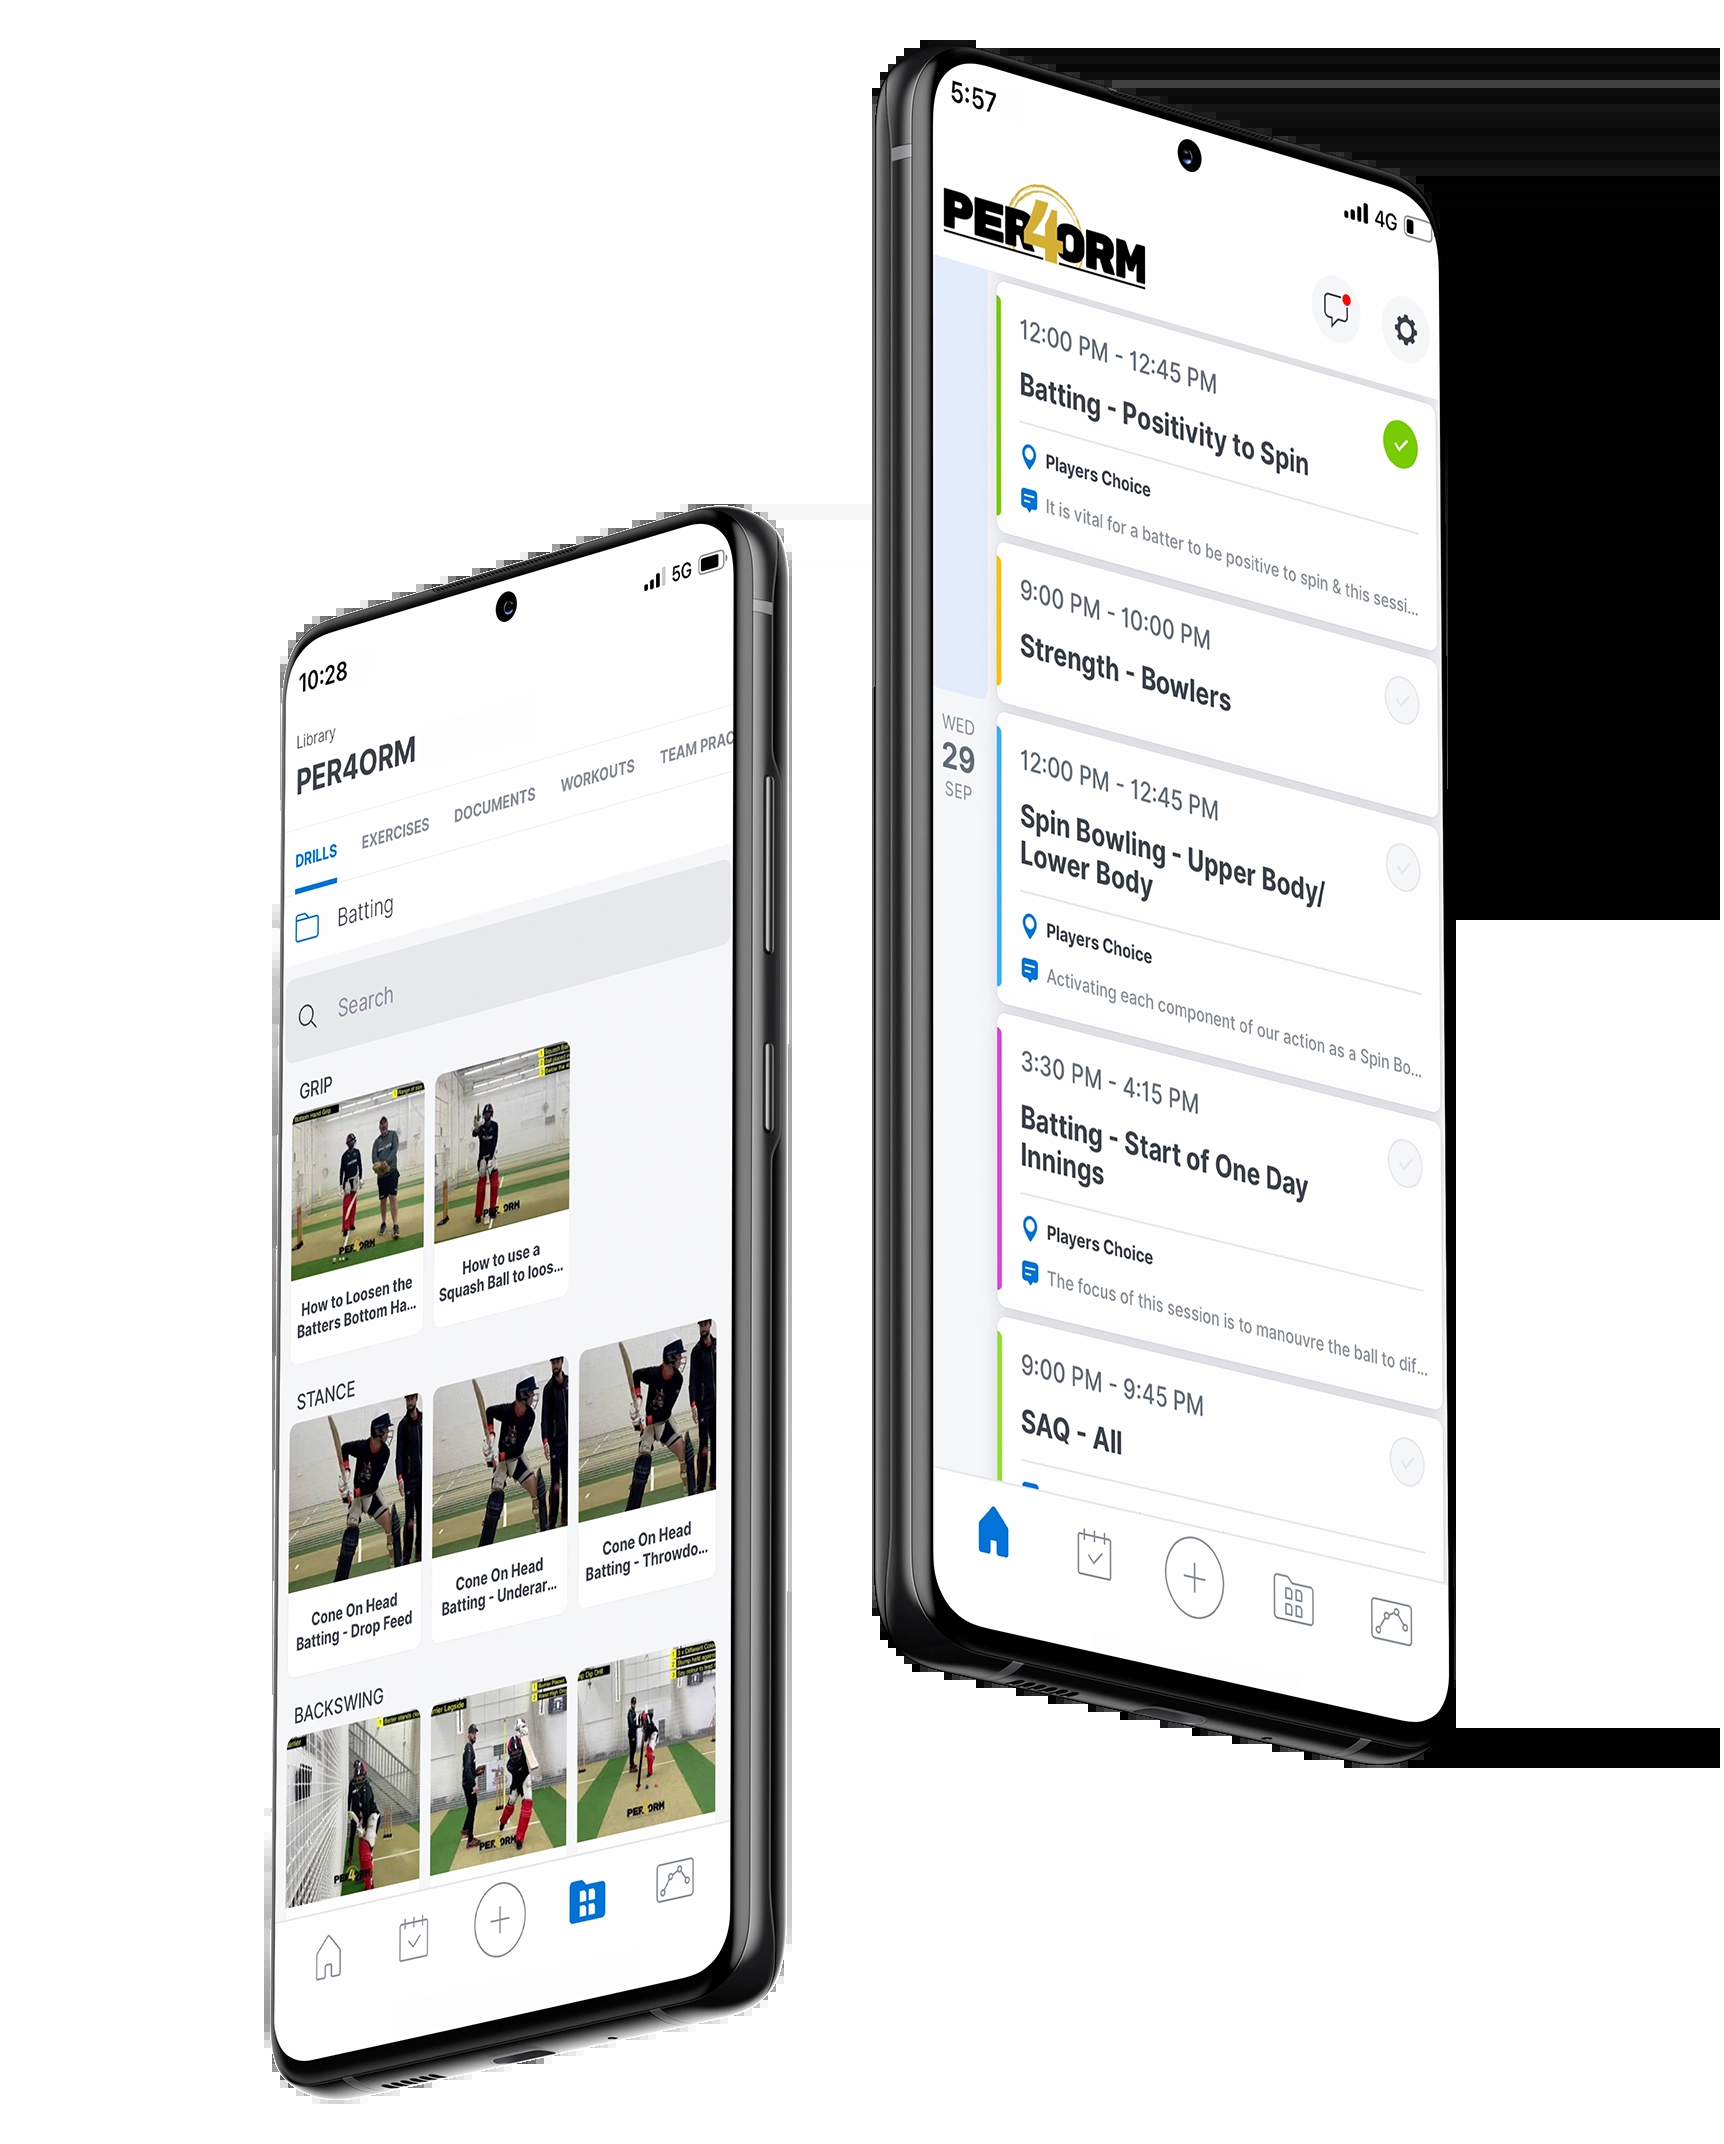 5:57
4G
PER4ORM
12:00 PM - 12:45 PM
Batting - Positivity to Spin
Players Choice
It is vital for a batter to be positive to spin & this sessi...
9:00 PM - 10:00 PM
Strength - Bowlers
WED
29
SEP
12:00 PM - 12:45 PM
Spin Bowling - Upper Body/
Lower Body
Players Choice
Activating each component of our action as a Spin Bo...
3:30 PM - 4:15 PM
Batting - Start of One Day
Innings
Players Choice
The focus of this session is to manouvre the ball to dif...
9:00 PM - 9:45 PM
SAQ - All
10:28
5G
Library
PER4ORM
DRILLS EXERCISES DOCUMENTS WORKOUTS TEAM PRAC
Batting
Search
GRIP
Bottom Hand Grip
How to Loosen the
Batters Bottom Ha...
How to use a
Squash Ball to loos...
STANCE
Cone On Head
Batting - Drop Feed
Cone On Head
Batting - Underar...
Cone On Head
Batting - Throwdo...
BACKSWING
PER4ORM